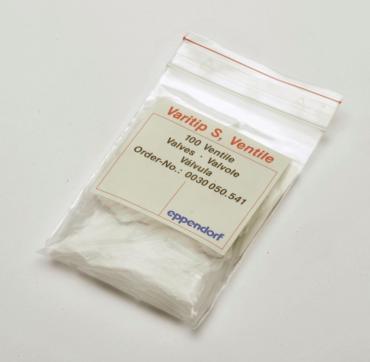 Varitip S, Ventile
100 Ventile
Valves · Valvole
Válvula
Order-No.: 0030 050.541
eppendorf